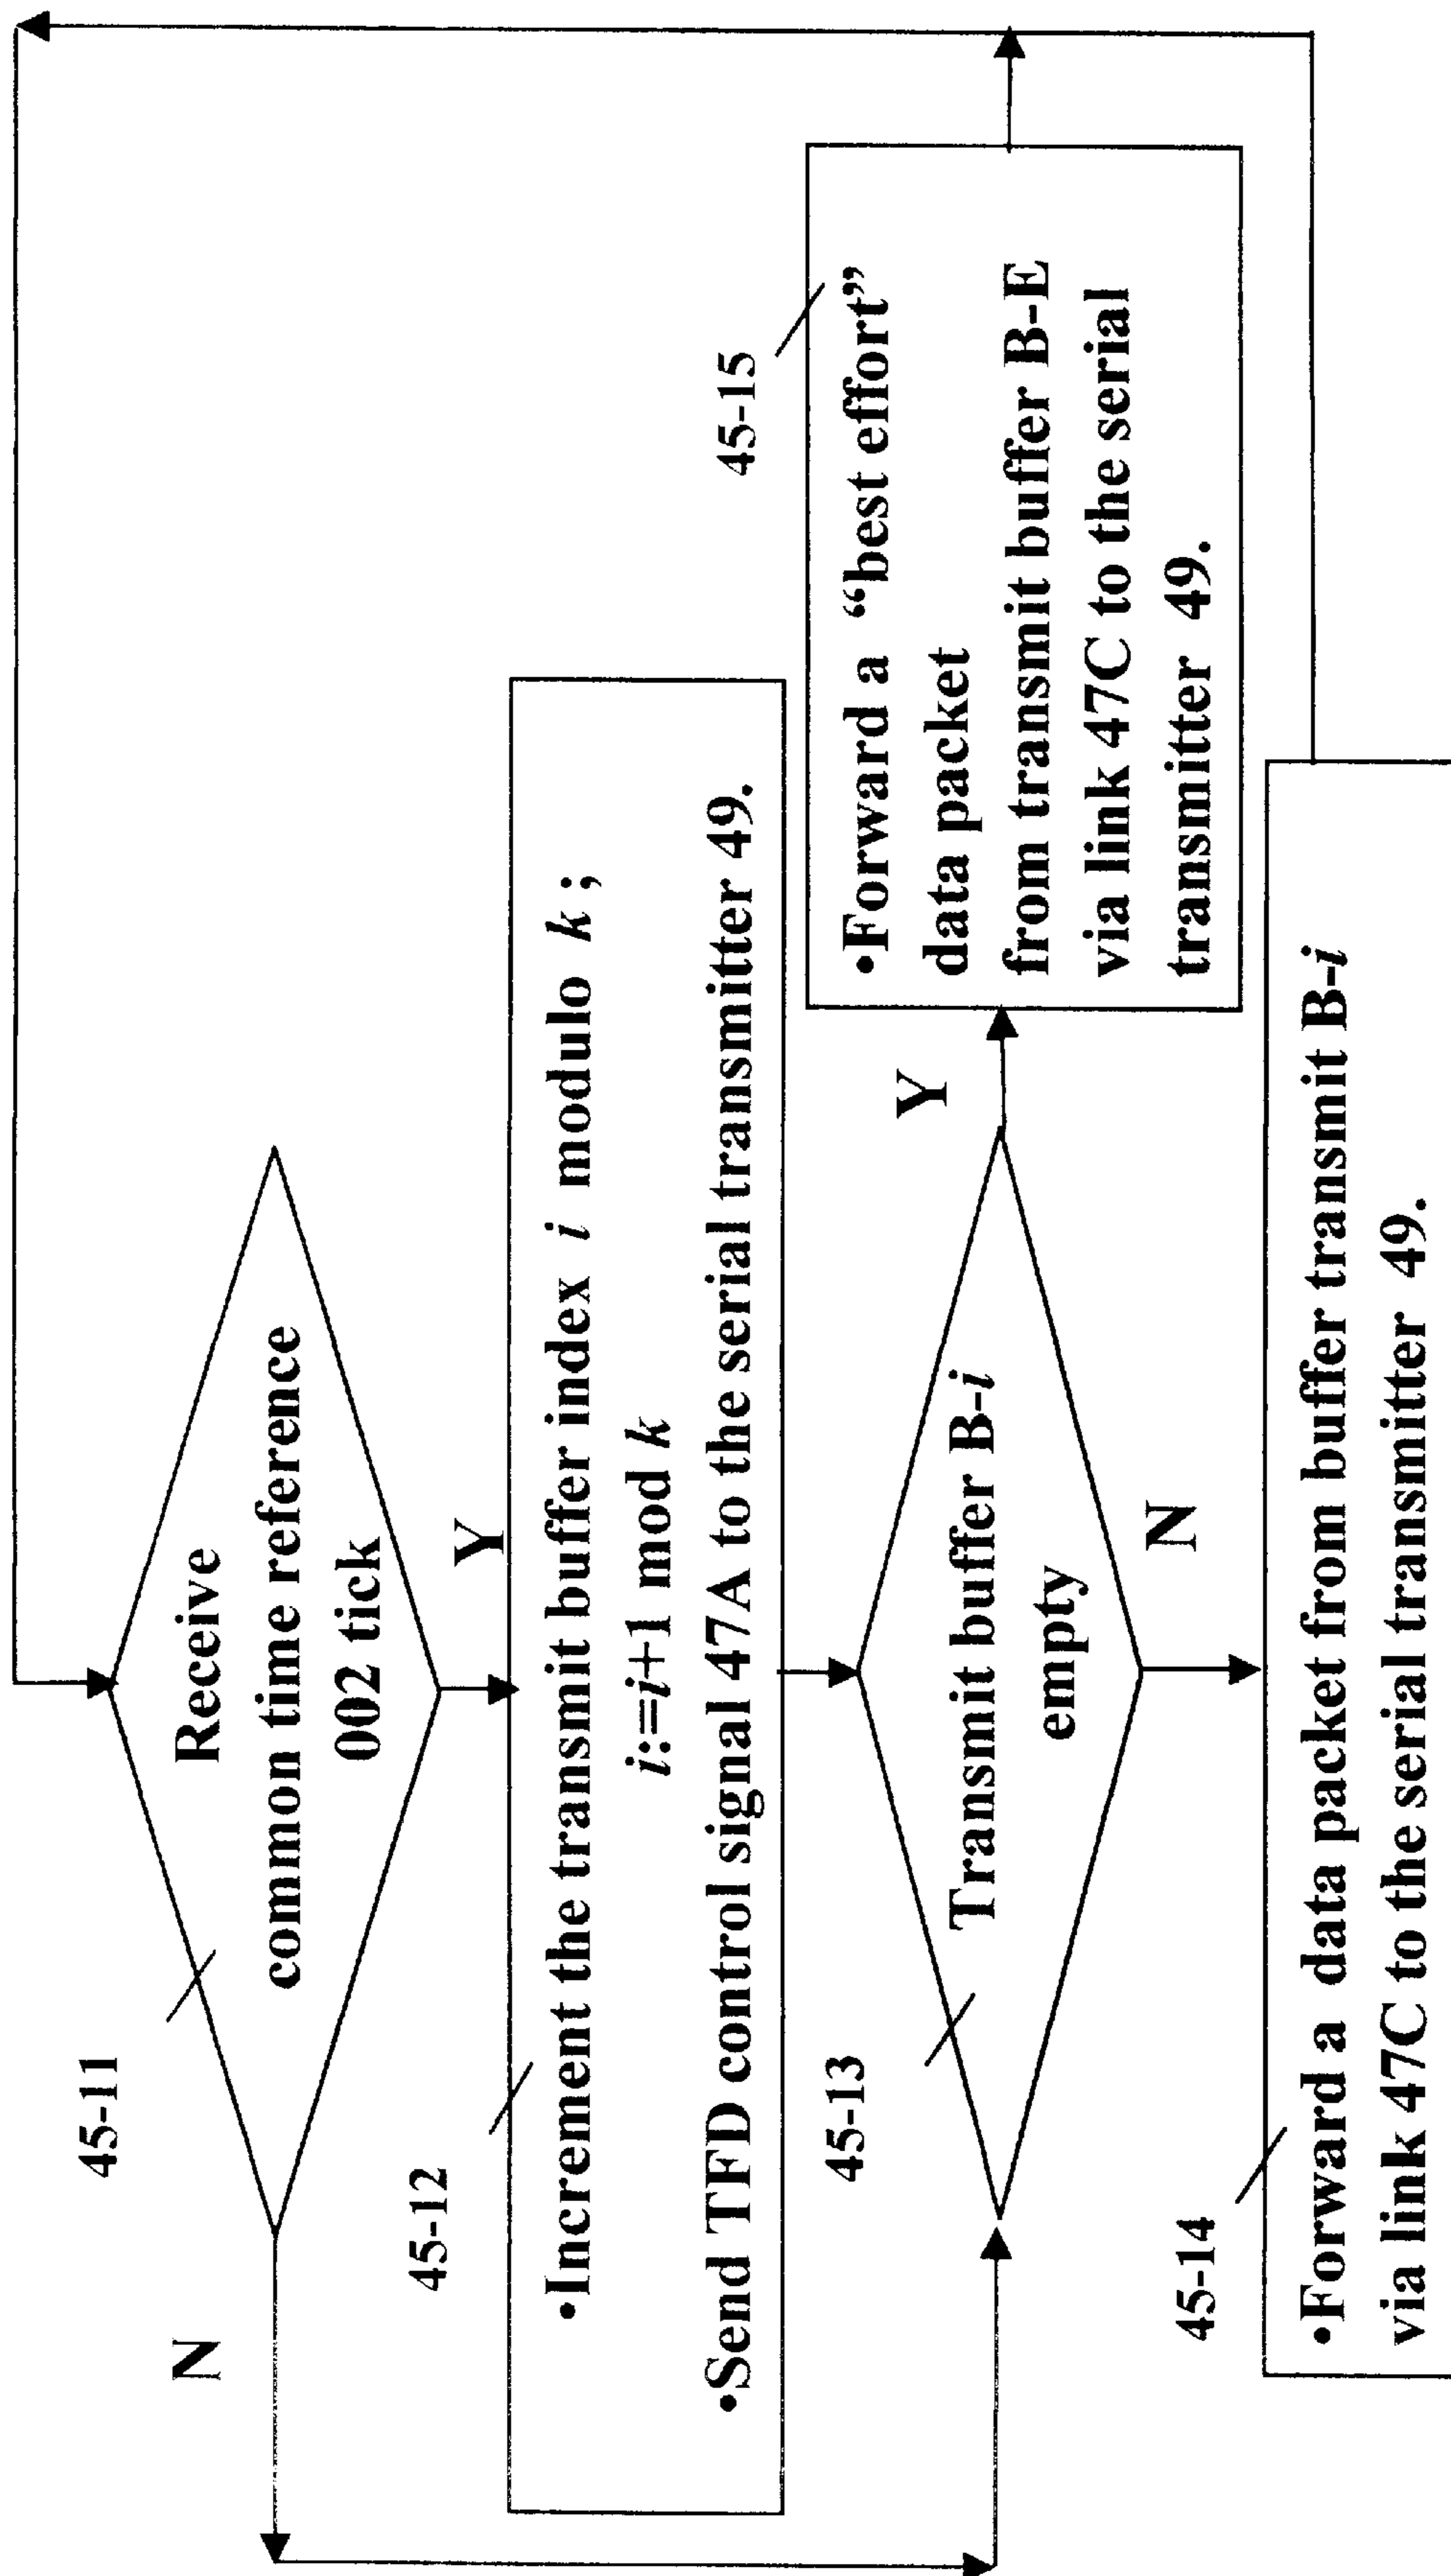 45-11
Receive
common time reference
002 tick
N
Y
45-12
•Increment the transmit buffer index i modulo k ;
i:=i+1 mod k
•Send TFD control signal 47A to the serial transmitter 49.
45-13
Transmit buffer B-i
empty
Y
N
45-15
•Forward a “best effort”
data packet
from transmit buffer B-E
via link 47C to the serial
transmitter 49.
45-14
•Forward a data packet from buffer transmit B-i
via link 47C to the serial transmitter 49.